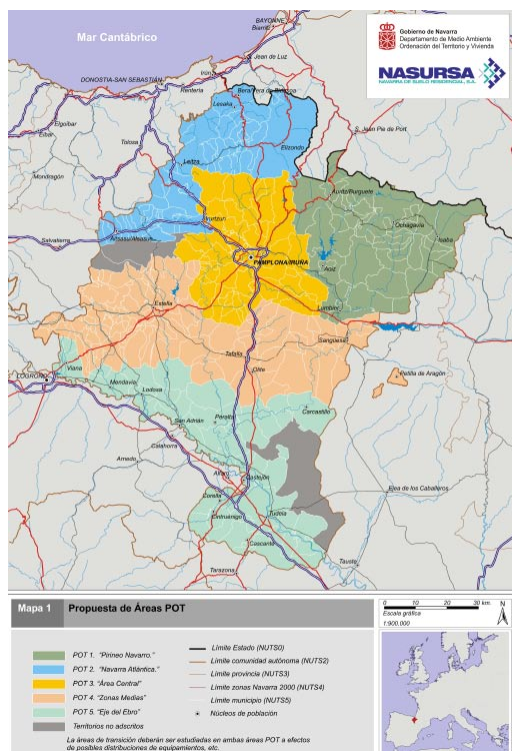 BAYONNE
Biarritz
Mar Cantábrico
Gobierno de Navarra
Departamento de Medio Ambiente
Ordenación del Territorio y Vivienda
NASURSA
NAVARRA DE SUELO RESIDENCIAL, S.A.
S. Jean de Luz
Irún
DONOSTIA-SAN SEBASTIÁN
Rentería
Lesaka
Elgoibar
Eibar
Tolosa
S. Jean Pie de Port
Elizondo
Leitza
Mondragón
Auritz/Burguete
Ochagavía
Isaba
Irurtzun
Salvatierra
Altsasu/Alsasua
PAMPLONA/IRUÑA
Aoiz
Estella
Lumbier
Sangüesa
Tafalla
Olite
Viana
LOGROÑO
Mendavia
Lodosa
Petilla de Aragón
San Adrián
Peralta
Carcastillo
Calahorra
Arnedo
Alfaro
Castejón
Ejea de los Caballeros
Corella
Cintruénigo
Tudela
Cascante
Tarazona
Tauste
Mapa 1
Propuesta de Áreas POT
0 10 20 30 km.
Escala gráfica
1:900.000
N
POT 1. "Pirineo Navarro."
POT 2. "Navarra Atlántica."
POT 3. "Área Central"
POT 4. "Zonas Medias"
POT 5. "Eje del Ebro"
Territorios no adscritos
Límite Estado (NUTS0)
Límite comunidad autónoma (NUTS2)
Límite provincia (NUTS3)
Límite zonas Navarra 2000 (NUTS4)
Límite municipio (NUTS5)
Núcleos de población
Las áreas de transición deberán ser estudiadas en ambas áreas POT a efectos
de posibles distribuciones de equipamientos, etc.